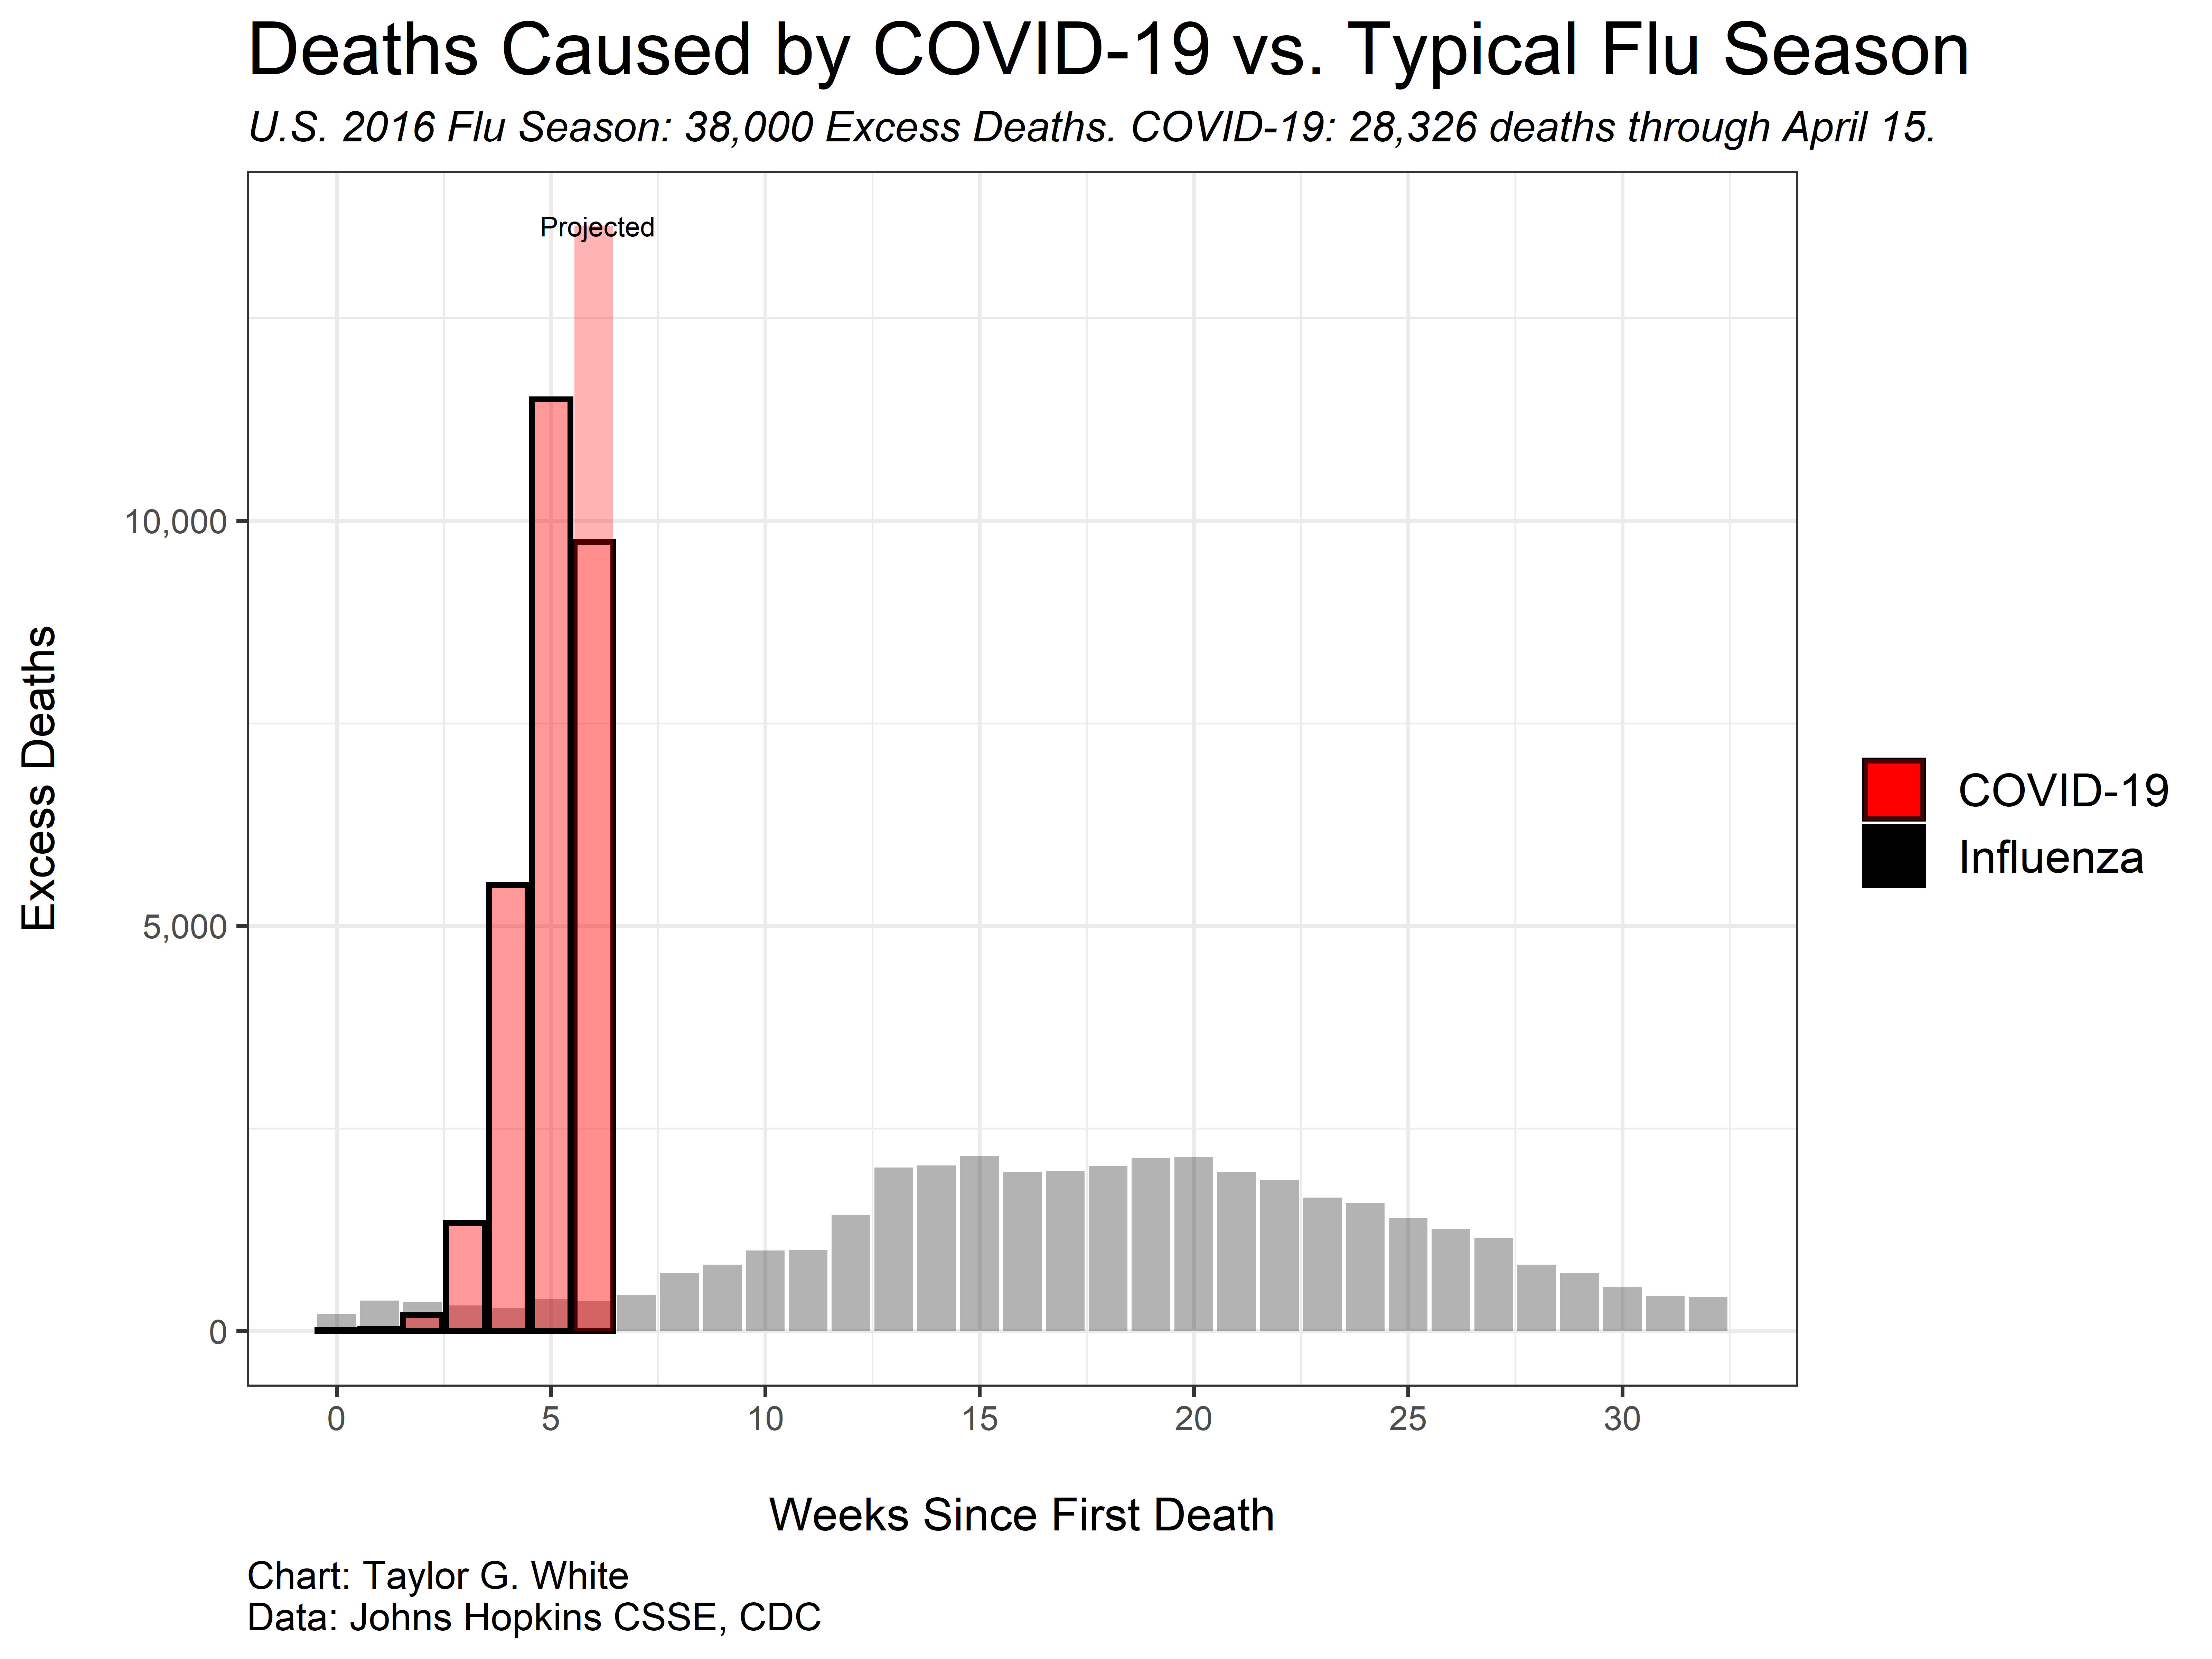 Deaths Caused by COVID-19 vs. Typical Flu Season
U.S. 2016 Flu Season: 38,000 Excess Deaths. COVID-19: 28,326 deaths through April 15.
Projected
10,000
5,000
0
Excess Deaths
COVID-19
Influenza
0 5 10 15 20 25 30
Weeks Since First Death
Chart: Taylor G. White
Data: Johns Hopkins CSSE, CDC